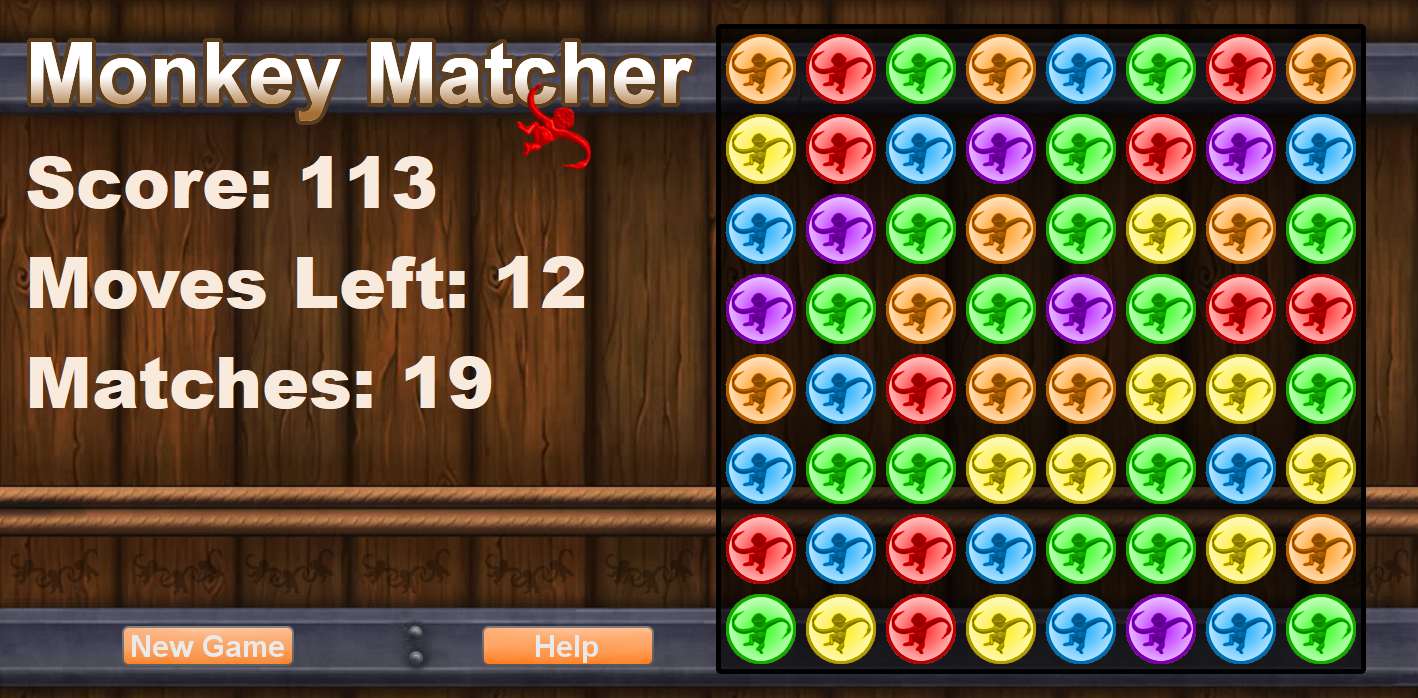 Monkey Matcher
Score: 113
Moves Left: 12
Matches: 19
New Game
Help